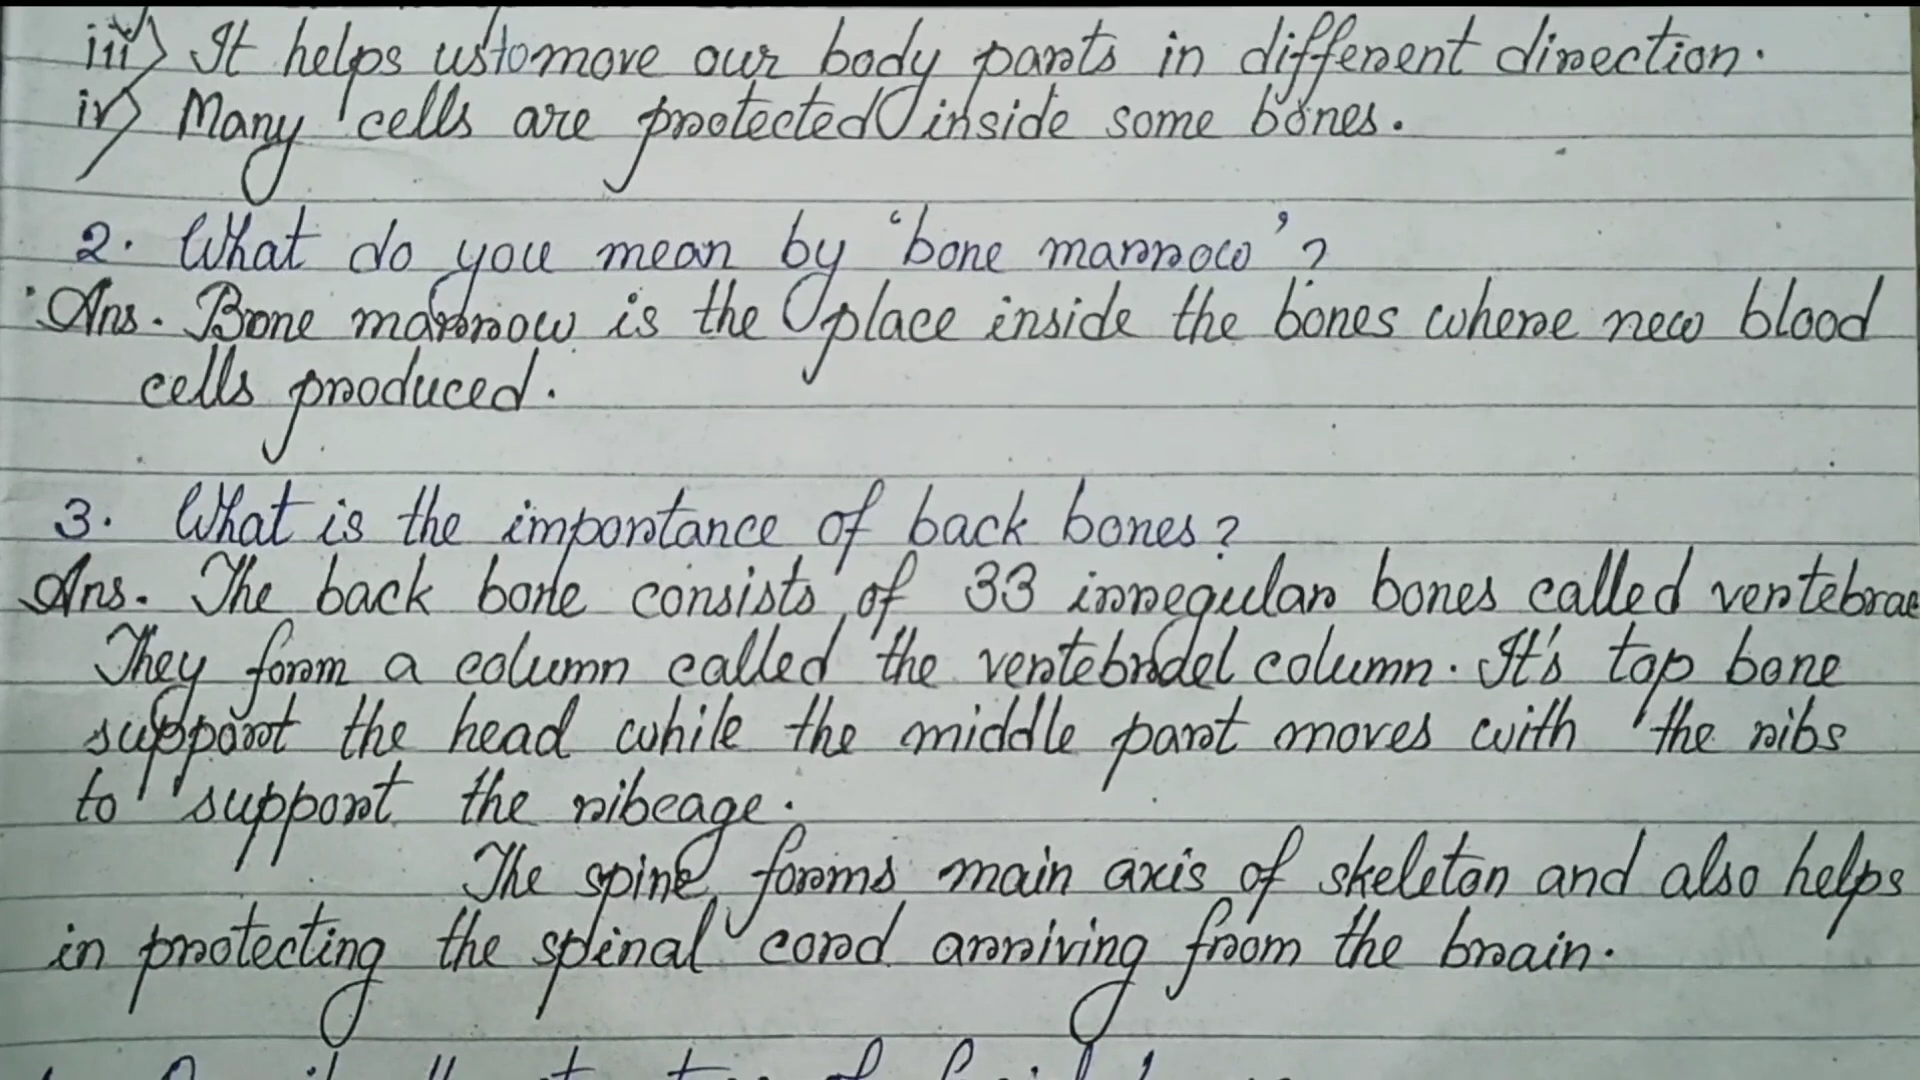 iii) It helps us to move our body parts in different direction.
iv) Many cells are protected inside some bones.
2. What do you mean by 'bone marrow'?
Ans. Bone marrow is the place inside the bones where new blood
cells produced.
3. What is the importance of back bones?
Ans. The back bone consists of 33 irregular bones called vertebrae
They form a column called the vertebral column. It's top bone
support the head while the middle part moves with the ribs
to support the ribcage.
The spine forms main axis of skeleton and also helps
in protecting the spinal cord arriving from the brain.